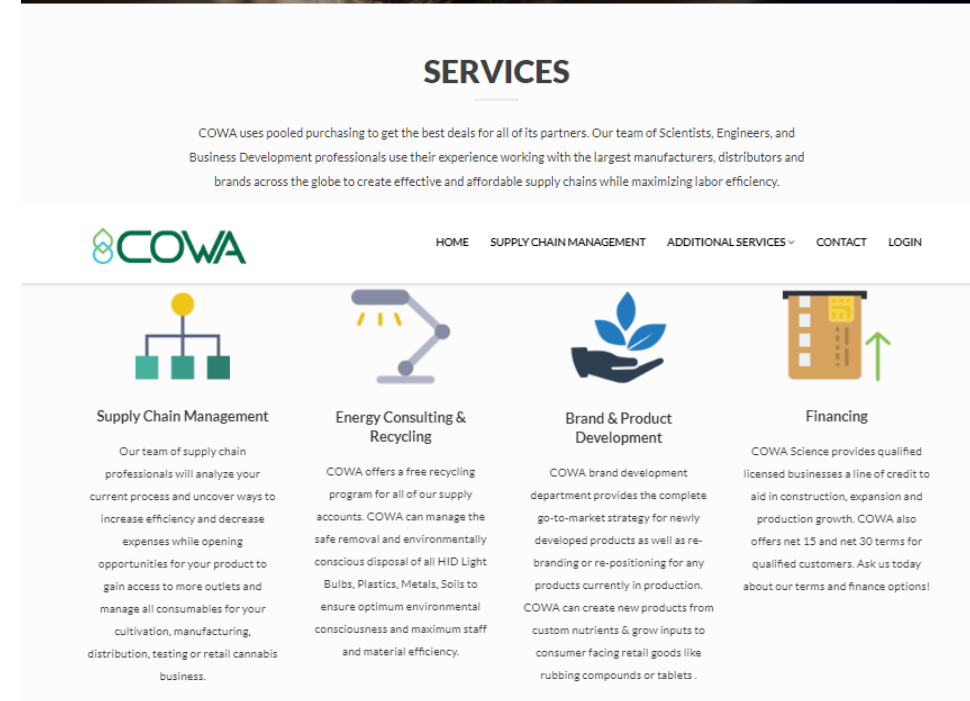 SERVICES
COWA uses pooled purchasing to get the best deals for all of its partners. Our team of Scientists, Engineers, and
Business Development professionals use their experience working with the largest manufacturers, distributors and
brands across the globe to create effective and affordable supply chains while maximizing labor efficiency.
COWA
HOME SUPPLY CHAIN MANAGEMENT ADDITIONAL SERVICES CONTACT LOGIN
Supply Chain Management
Our team of supply chain
professionals will analyze your
current process and uncover ways to
increase efficiency and decrease
expenses while opening
opportunities for your product to
gain access to more outlets and
manage all consumables for your
cultivation, manufacturing,
distribution, testing or retail cannabis
business.
Energy Consulting &
Recycling
COWA offers a free recycling
program for all of our supply
accounts. COWA can manage the
safe removal and environmentally
conscious disposal of all HID Light
Bulbs, Plastics, Metals, Soils to
ensure optimum environmental
consciousness and maximum staff
and material efficiency.
Brand & Product
Development
COWA brand development
department provides the complete
go-to-market strategy for newly
developed products as well as re-
branding or re-positioning for any
products currently in production.
COWA can create new products from
custom nutrients & grow inputs to
consumer facing retail goods like
rubbing compounds or tablets .
Financing
COWA Science provides qualified
licensed businesses a line of credit to
aid in construction, expansion and
production growth. COWA also
offers net 15 and net 30 terms for
qualified customers. Ask us today
about our terms and finance options!